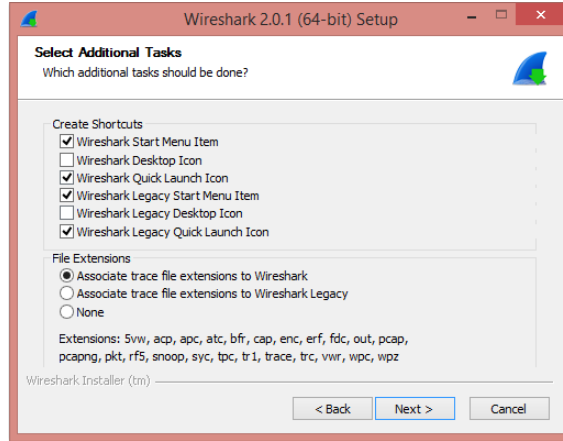 Wireshark 2.0.1 (64-bit) Setup
Select Additional Tasks
Which additional tasks should be done?
Create Shortcuts
Wireshark Start Menu Item
Wireshark Desktop Icon
Wireshark Quick Launch Icon
Wireshark Legacy Start Menu Item
Wireshark Legacy Desktop Icon
Wireshark Legacy Quick Launch Icon
File Extensions
Associate trace file extensions to Wireshark
Associate trace file extensions to Wireshark Legacy
None
Extensions: 5vw, acp, apc, atc, bfr, cap, enc, erf, fdc, out, pcap,
pcapng, pkt, rf5, snoop, syc, tpc, tr1, trace, trc, vwr, wpc, wpz
Wireshark Installer (tm)
< Back Next > Cancel